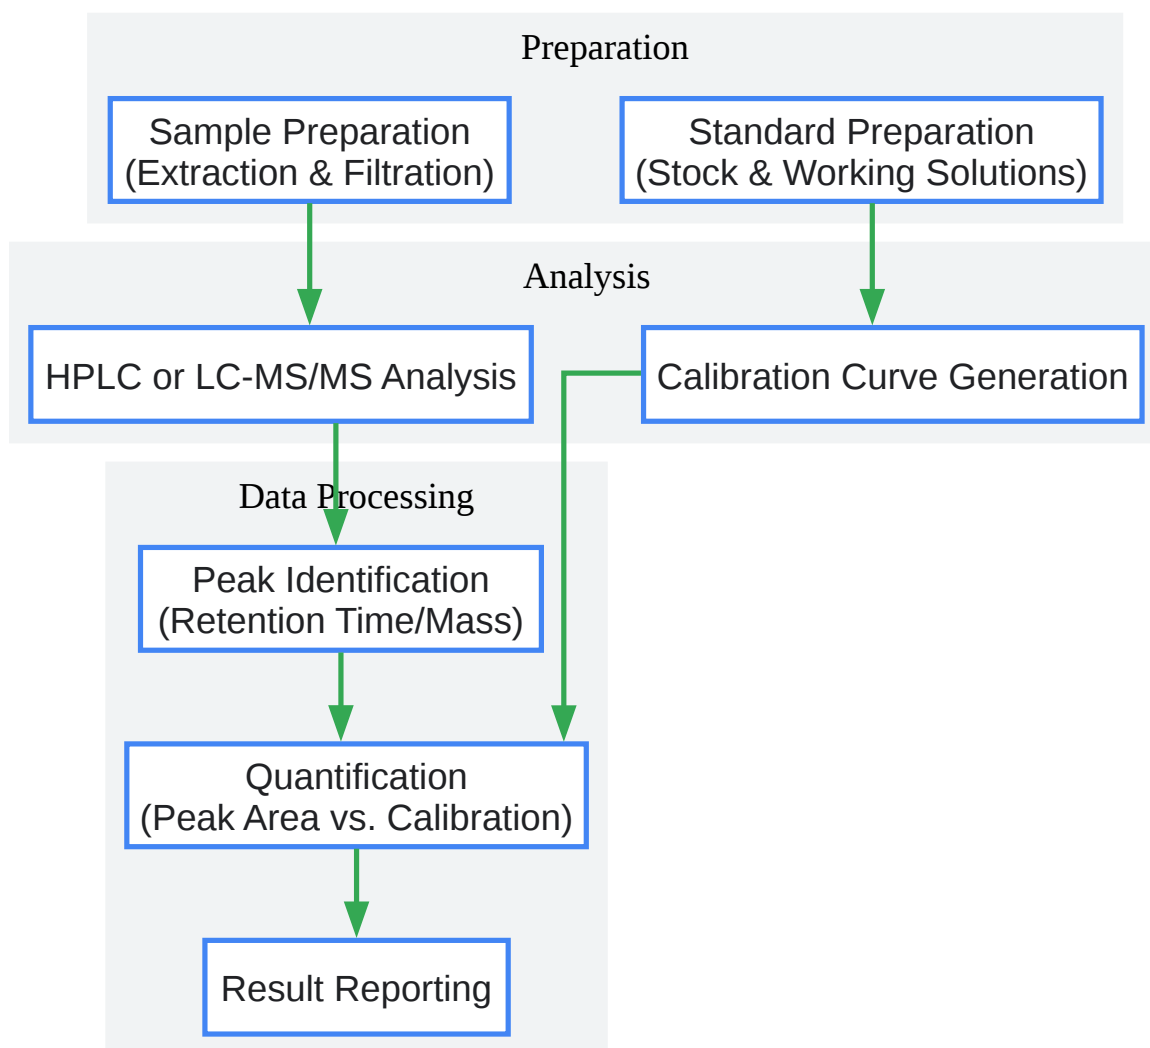 Preparation
Sample Preparation
(Extraction & Filtration)
Standard Preparation
(Stock & Working Solutions)
Analysis
HPLC or LC-MS/MS Analysis
Calibration Curve Generation
Data Processing
Peak Identification
(Retention Time/Mass)
Quantification
(Peak Area vs. Calibration)
Result Reporting